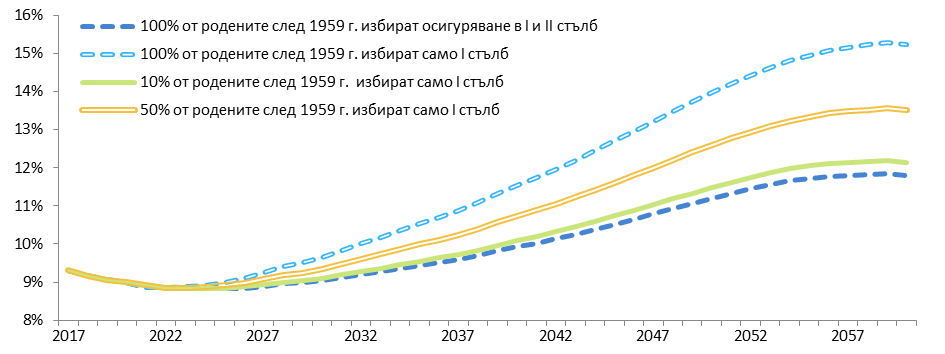 16%
15%
14%
13%
12%
11%
10%
9%
8%
100% от родените след 1959 г. избират осигуряване в I и II стълб
100% от родените след 1959 г. избират само I стълб
10% от родените след 1959 г. избират само I стълб
50% от родените след 1959 г. избират само I стълб
2017 2022 2027 2032 2037 2042 2047 2052 2057